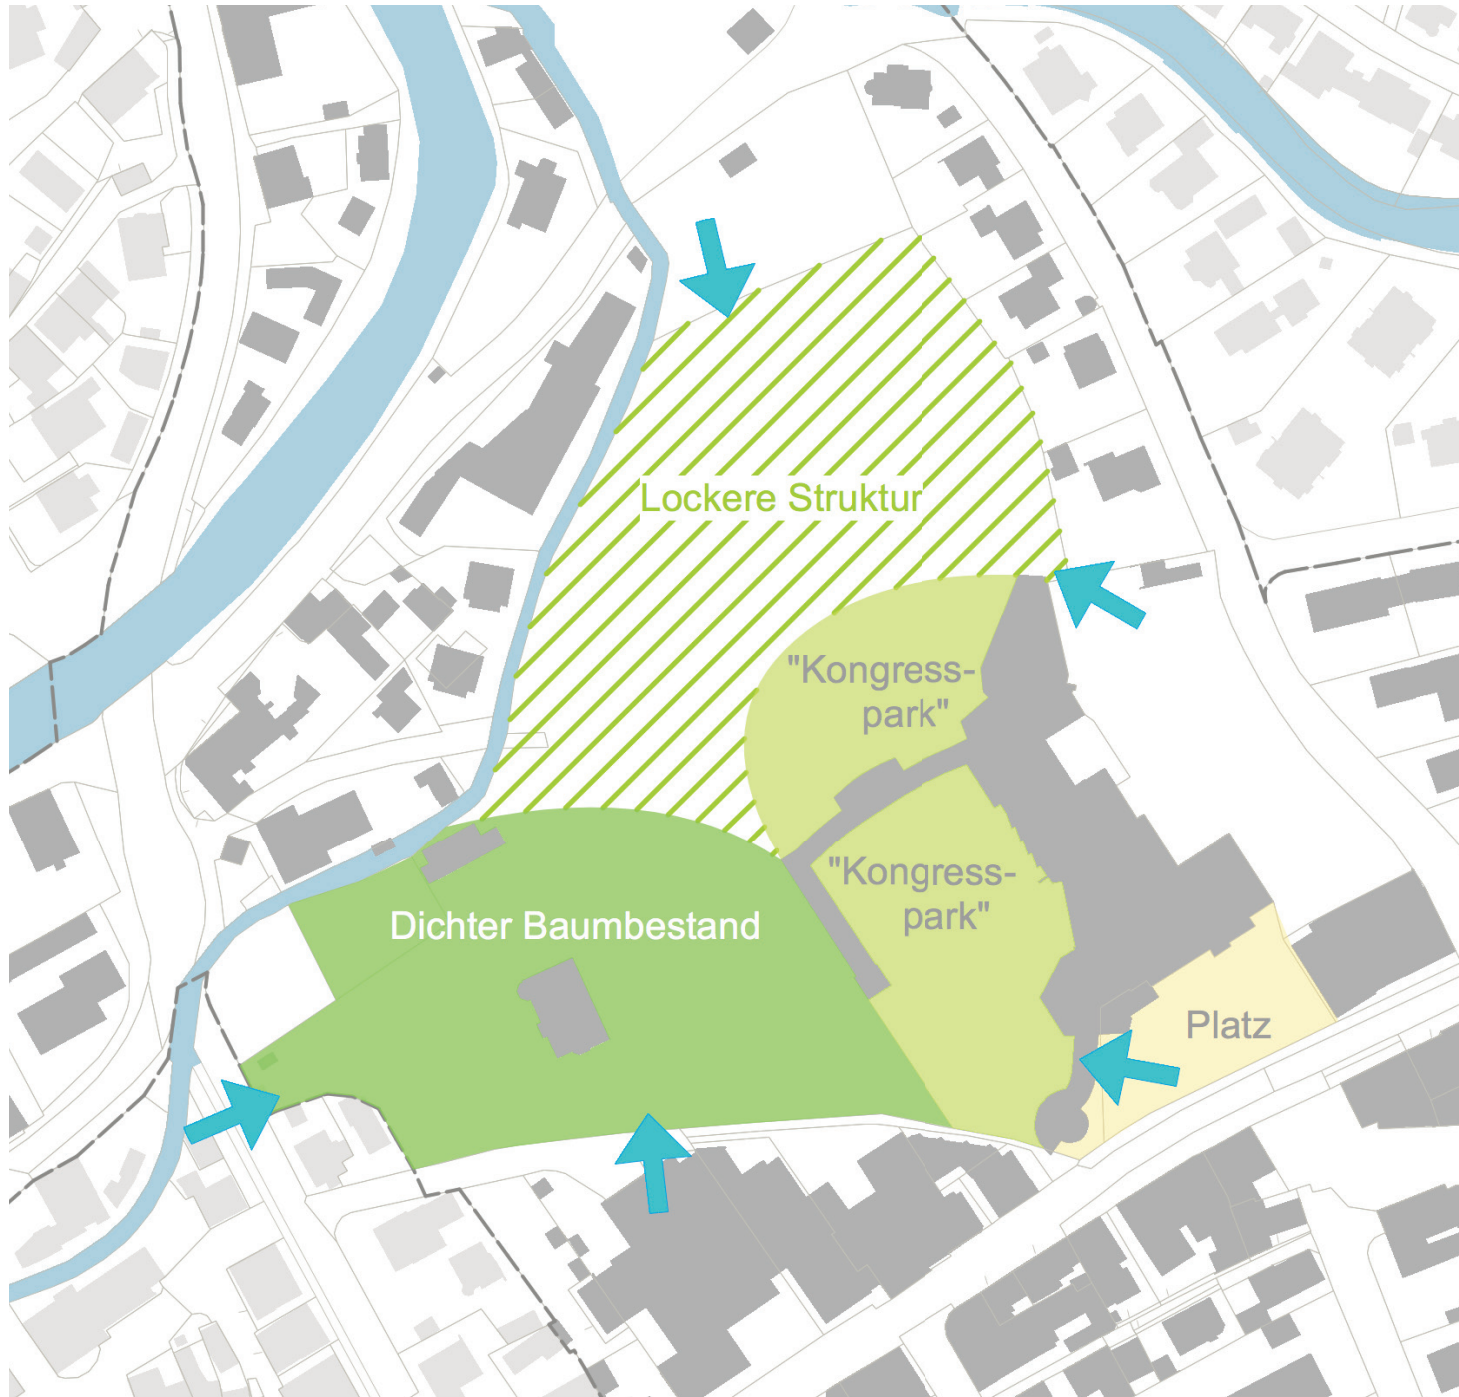 Lockere Struktur
"Kongress-
park"
"Kongress-
park"
Dichter Baumbestand
Platz